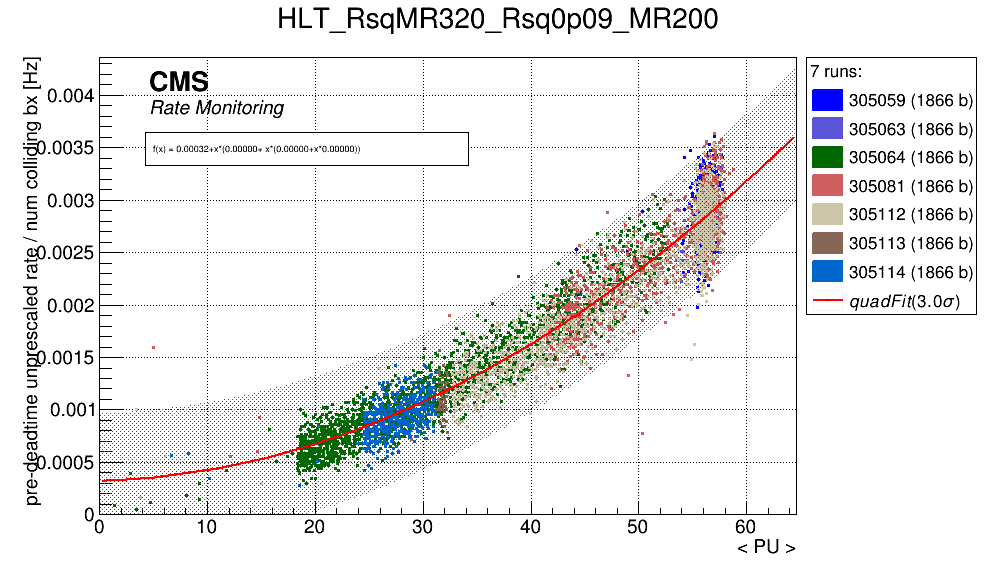 HLT_RsqMR320_Rsq0p09_MR200
pre-deadtime unprescaled rate / num colliding bx [Hz]
CMS
Rate Monitoring
f(x) = 0.00032+x*(0.00000+ x*(0.00000+x*0.00000))
0.004
0.0035
0.003
0.0025
0.002
0.0015
0.001
0.0005
0
0 10 20 30 40 50 60
< PU >
7 runs:
305059 (1866 b)
305063 (1866 b)
305064 (1866 b)
305081 (1866 b)
305112 (1866 b)
305113 (1866 b)
305114 (1866 b)
quadFit(3.0σ)